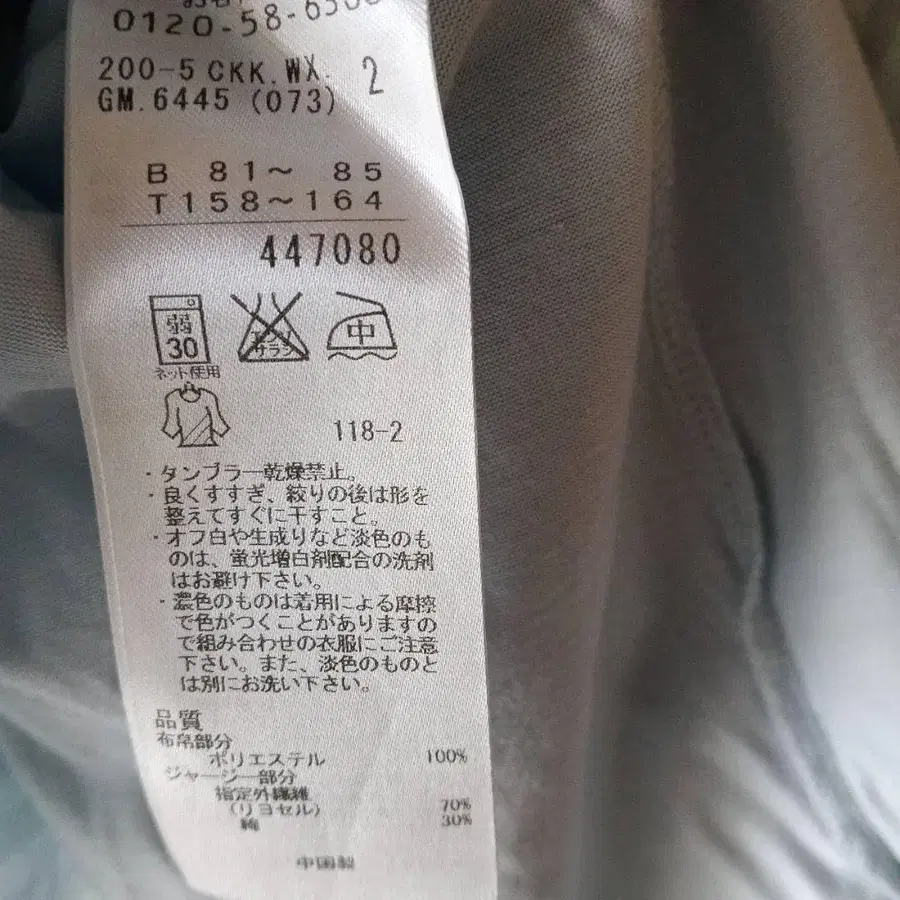 0120-58-6500
200-5 CKK.WX. 2
GM.6445 (073)
B 81～ 85
T158～164
447080
弱
30
エンソ
サラシ
中
ネット使用
118-2
・タンブラー乾燥禁止。
・良くすすぎ、絞りの後は形を
整えてすぐに干すこと。
・オフ白や生成りなど淡色のも
のは、蛍光増白剤配合の洗剤
はお避け下さい。
・濃色のものは着用による摩擦
で色がつくことがありますの
で組み合わせの衣服にご注意
下さい。また、淡色のものと
は別にお洗い下さい。
品質
布帛部分
ポリエステル 100%
ジャージー部分
指定外繊維
(リヨセル) 70%
綿 30%
中国製